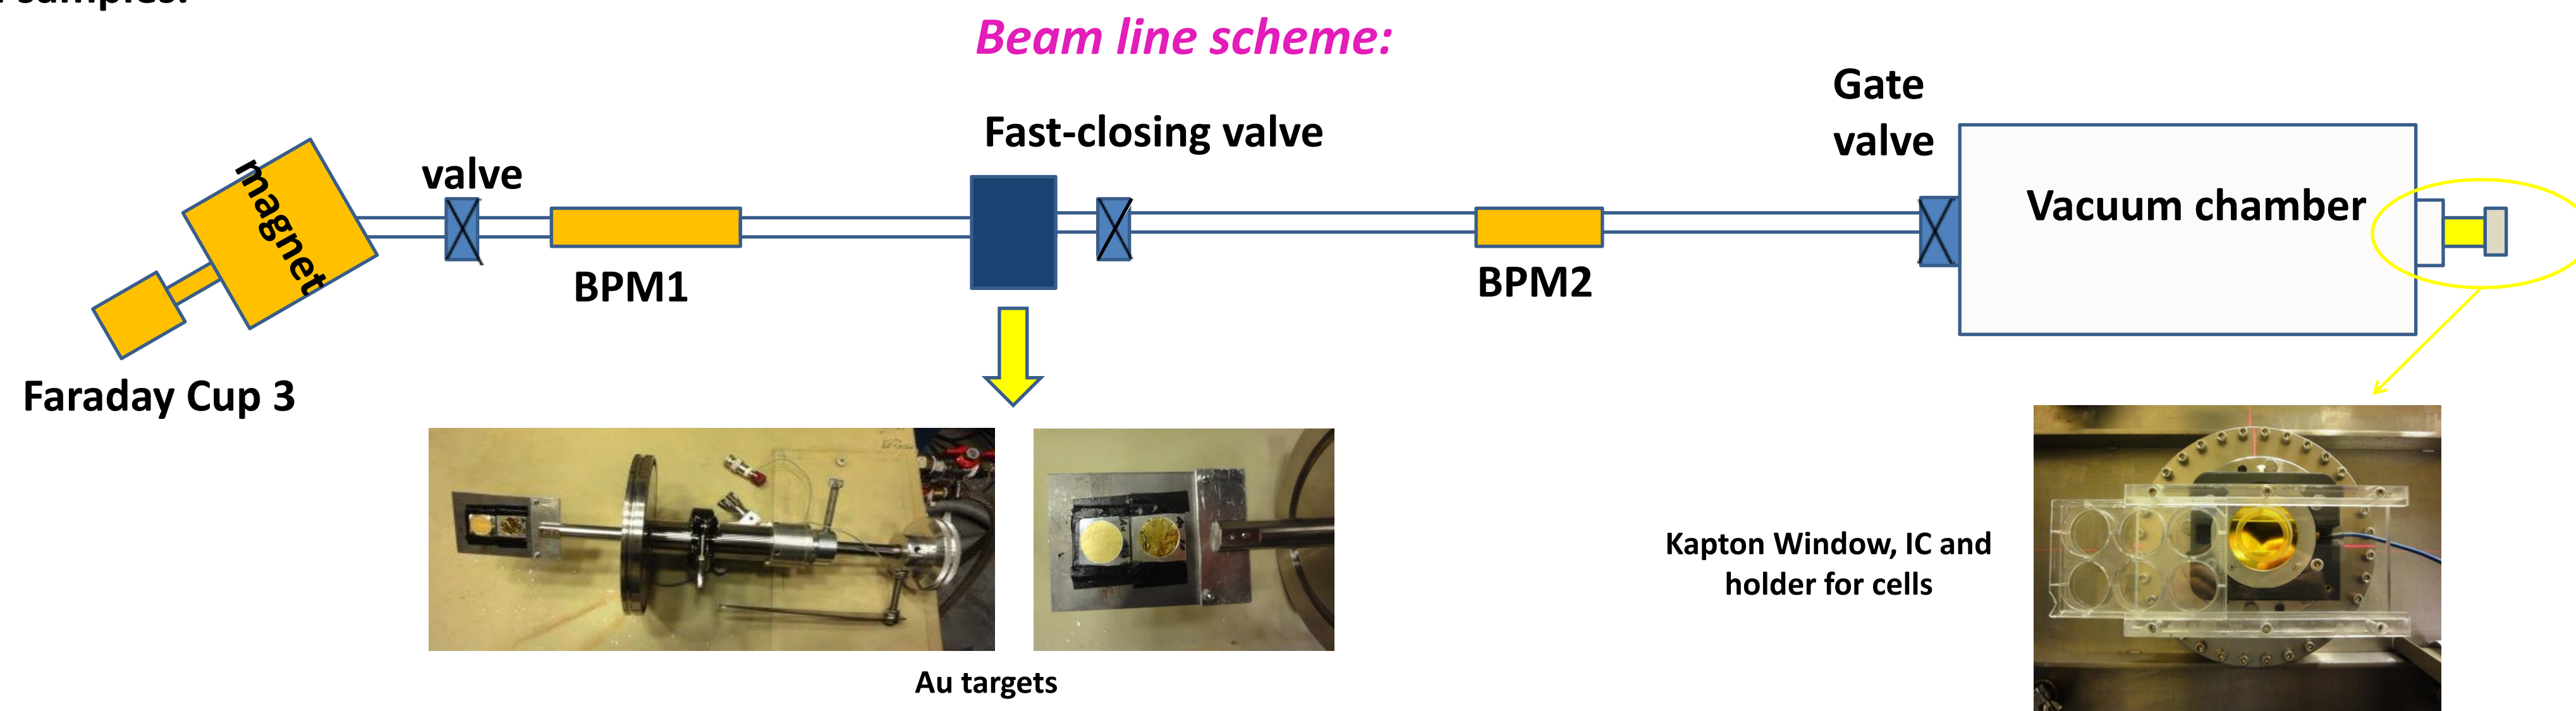 samples.
Beam line scheme:
Gate
valve
Fast-closing valve
valve
magnet
Vacuum chamber
BPM1
BPM2
Faraday Cup 3
Kapton Window, IC and
holder for cells
Au targets